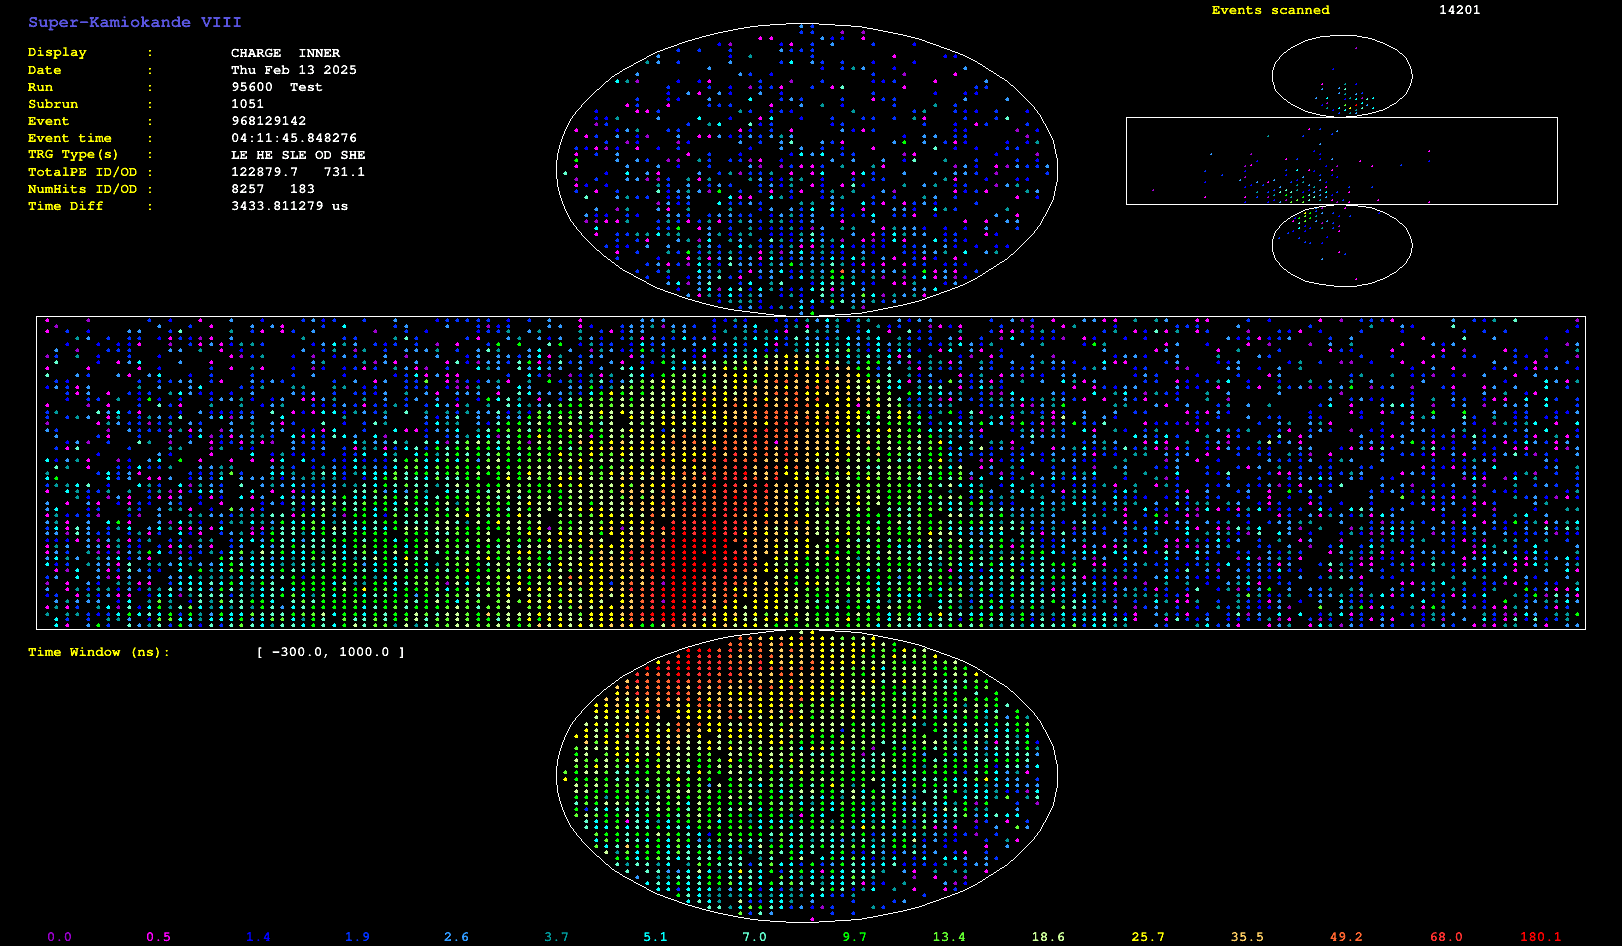 Super-Kamiokande VIII
Events scanned 14201
Display : CHARGE INNER
Date : Thu Feb 13 2025
Run : 95600 Test
Subrun : 1051
Event : 968129142
Event time : 04:11:45.848276
TRG Type(s) : LE HE SLE OD SHE
TotalPE ID/OD : 122879.7 731.1
NumHits ID/OD : 8257 183
Time Diff : 3433.811279 us
Time Window (ns): [ -300.0, 1000.0 ]
0.0 0.5 1.4 1.9 2.6 3.7 5.1 7.0 9.7 13.4 18.6 25.7 35.5 49.2 68.0 180.1